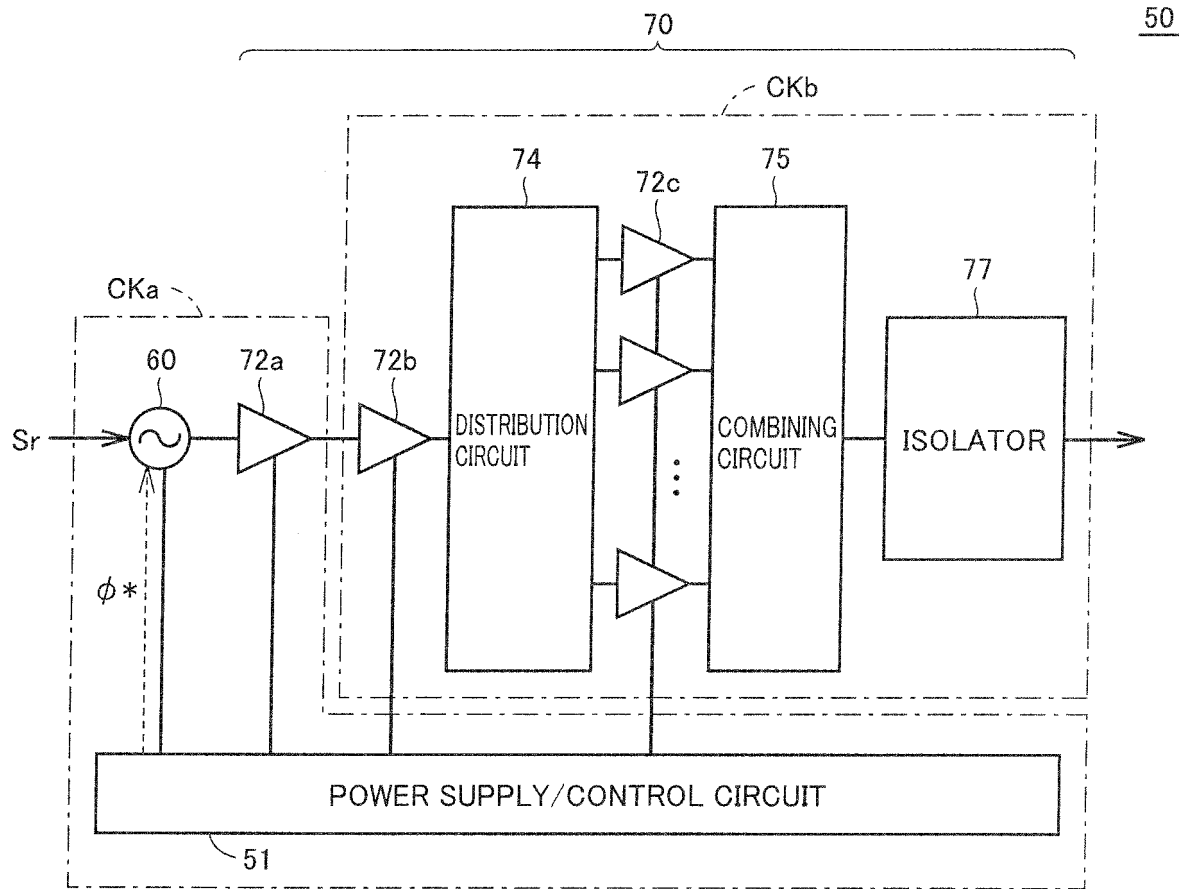 50
70
CKb
74
72c
75
77
CKa
60
72a
72b
Sr
DISTRIBUTION
CIRCUIT
COMBINING
CIRCUIT
ISOLATOR
ϕ*
POWER SUPPLY/CONTROL CIRCUIT
51